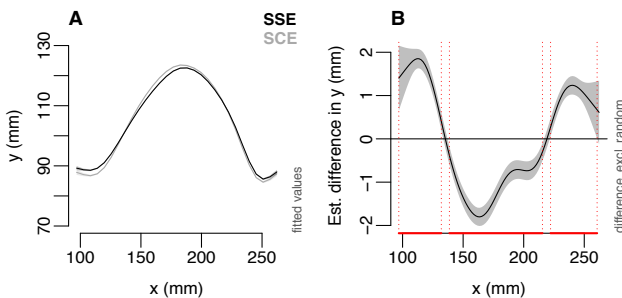 A
SSE
SCE
y (mm)
130
110
90
70
100
150
200
250
x (mm)
fitted values
B
Est. difference in y (mm)
2
1
0
−1
−2
100
150
200
250
x (mm)
difference, excl. random